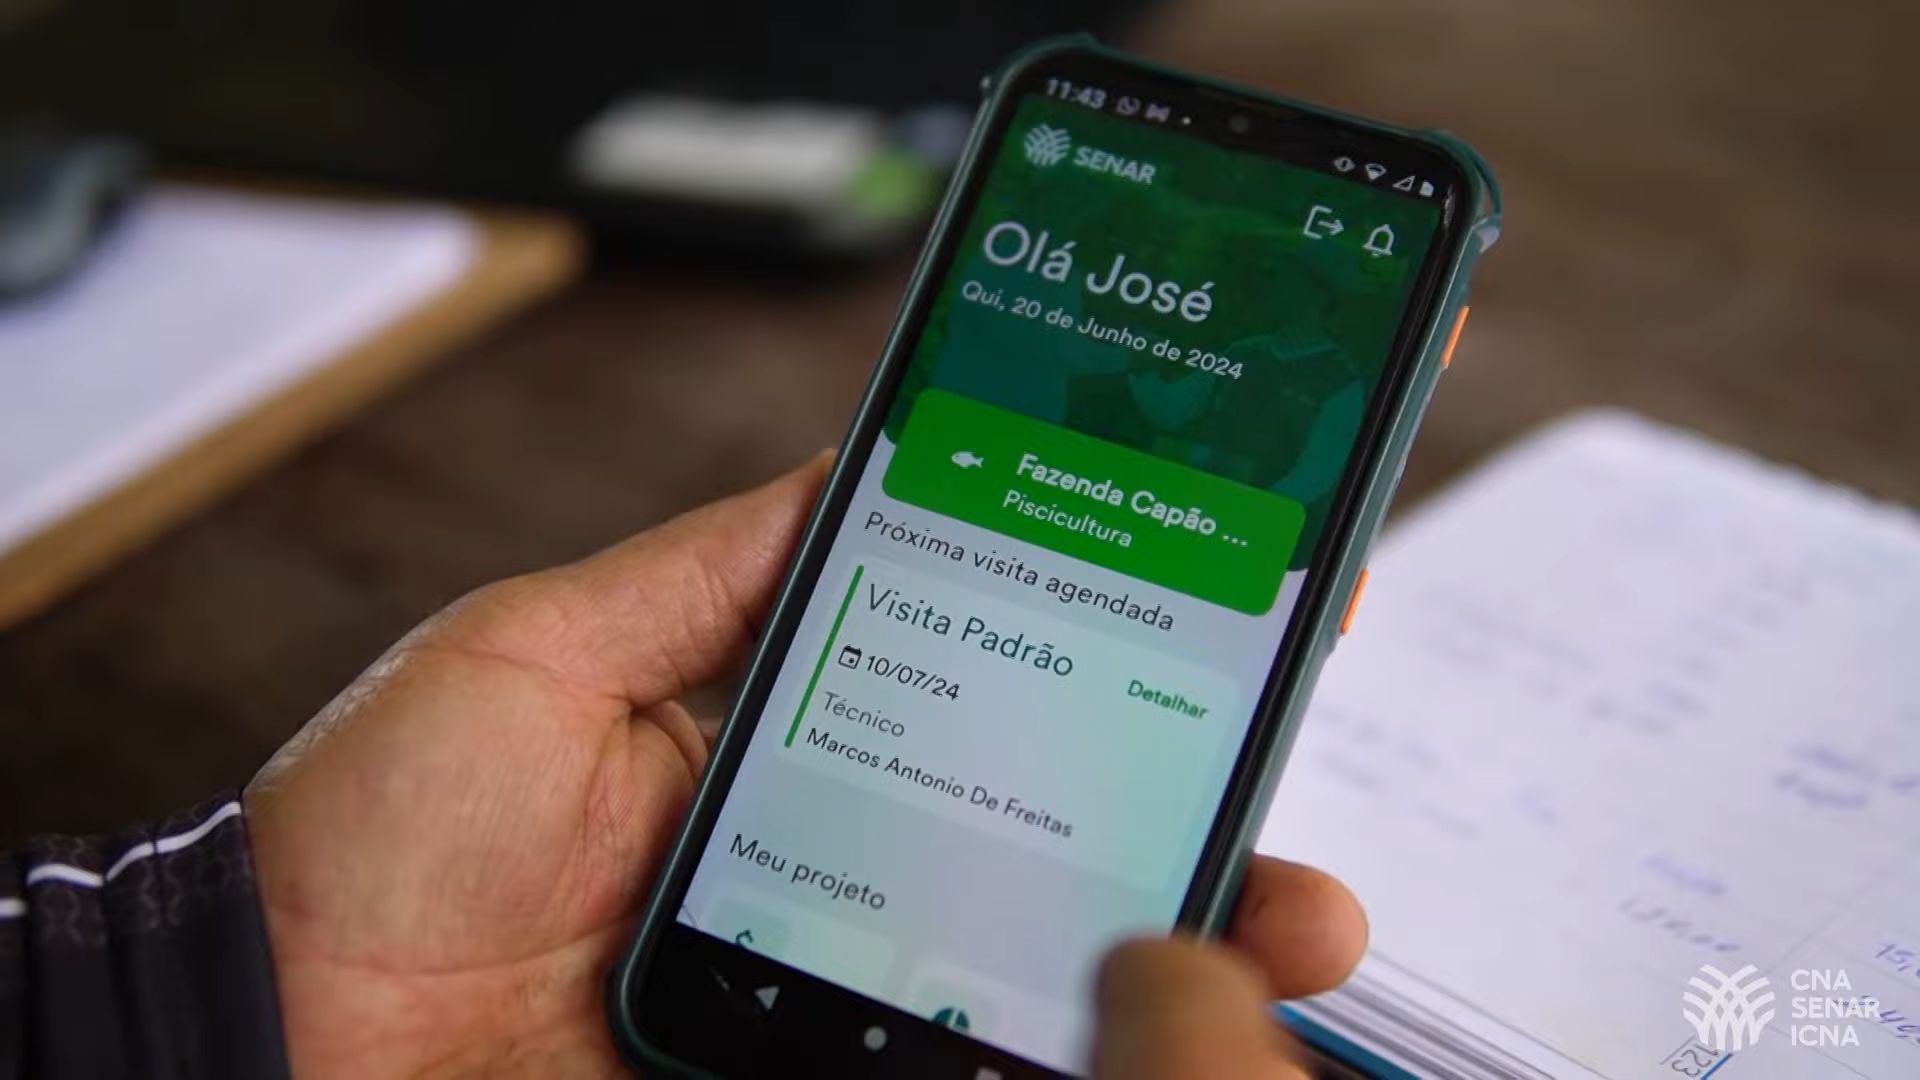 11:43
SENAR
Olá José
Qui, 20 de Junho de 2024
Fazenda Capão ...
Piscicultura
Próxima visita agendada
Visita Padrão
10/07/24
Detalhar
Técnico
Marcos Antonio De Freitas
Meu projeto
$
CNA
SENAR
ICNA
123